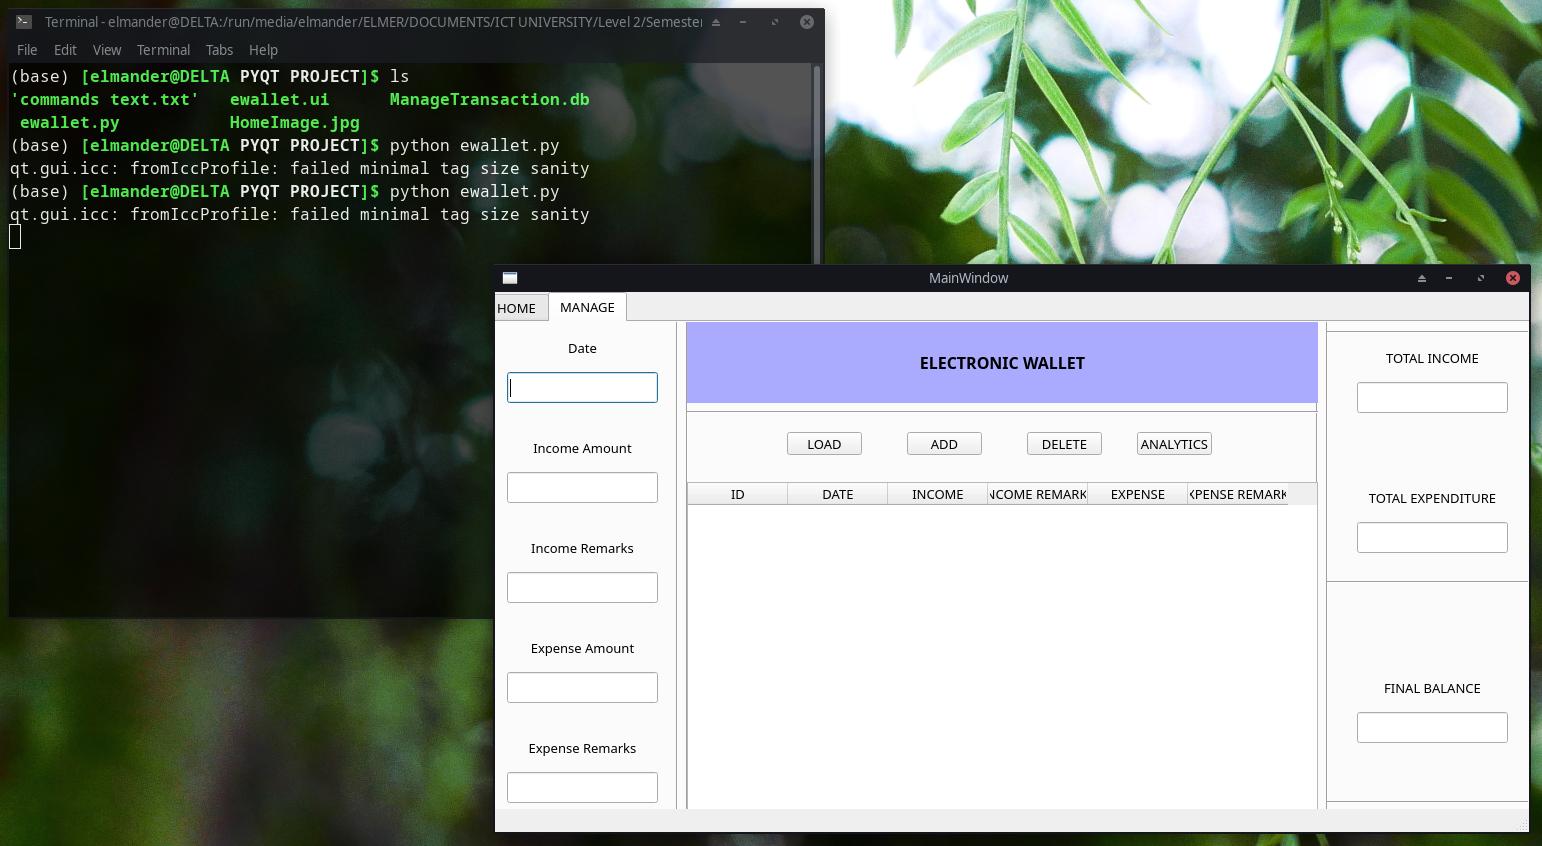 Terminal - elmander@DELTA:/run/media/elmander/ELMER/DOCUMENTS/ICT UNIVERSITY/Level 2/Semester
File Edit View Terminal Tabs Help
(base) [elmander@DELTA PYQT PROJECT]$ ls
'commands text.txt' ewallet.ui ManageTransaction.db
ewallet.py HomeImage.jpg
(base) [elmander@DELTA PYQT PROJECT]$ python ewallet.py
qt.gui.icc: fromIccProfile: failed minimal tag size sanity
(base) [elmander@DELTA PYQT PROJECT]$ python ewallet.py
qt.gui.icc: fromIccProfile: failed minimal tag size sanity
MainWindow
HOME MANAGE
Date
Income Amount
Income Remarks
Expense Amount
Expense Remarks
ELECTRONIC WALLET
LOAD ADD DELETE ANALYTICS
ID DATE INCOME NCOME REMARK EXPENSE XPENSE REMARK
TOTAL INCOME
TOTAL EXPENDITURE
FINAL BALANCE